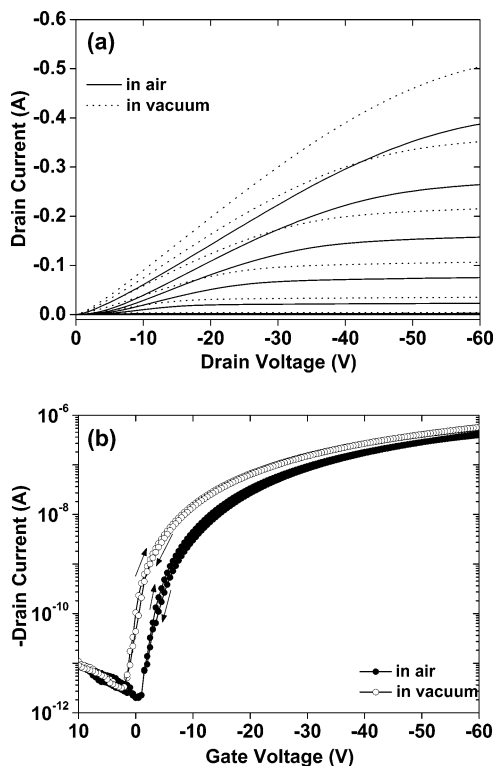 (a)
-0.6
-0.5
-0.4
-0.3
-0.2
-0.1
0.0
Drain Current (A)
in air
in vacuum
0 -10 -20 -30 -40 -50 -60
Drain Voltage (V)
(b)
10-6
10-8
10-10
10-12
-Drain Current (A)
in air
in vacuum
10 0 -10 -20 -30 -40 -50 -60
Gate Voltage (V)